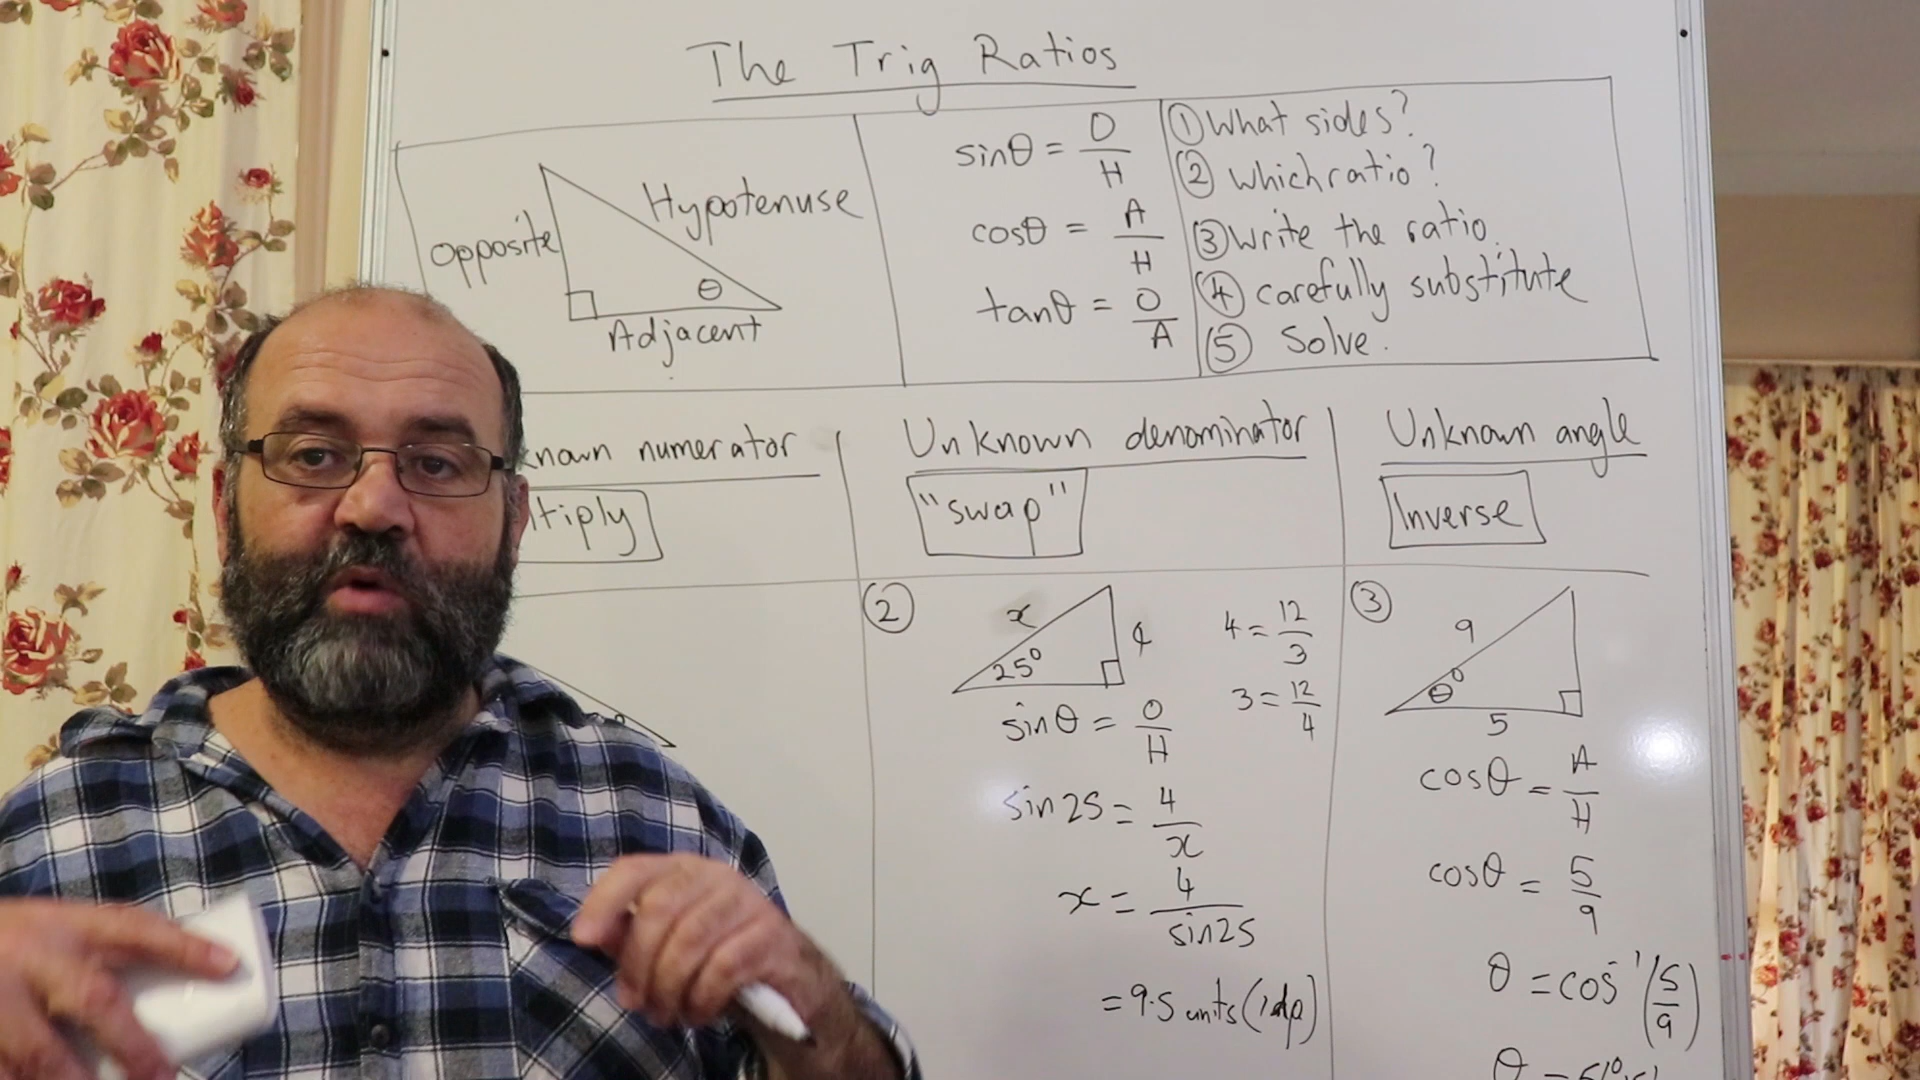 The Trig Ratios
Opposite
Hypotenuse
θ
Adjacent
sinθ = O/H
cosθ = A/H
tanθ = O/A
① What sides?
② Which ratio?
③ Write the ratio.
④ carefully substitute
⑤ Solve.
numerator
Unknown denominator
"swap"
Unknown angle
Inverse
②
x
25°
4
4 = 12/3
3 = 12/4
sinθ = O/H
sin25 = 4/x
x = 4/sin25
= 9.5 units (1dp)
③
9
θ°
5
cosθ = A/H
cosθ = 5/9
θ = cos⁻¹(5/9)